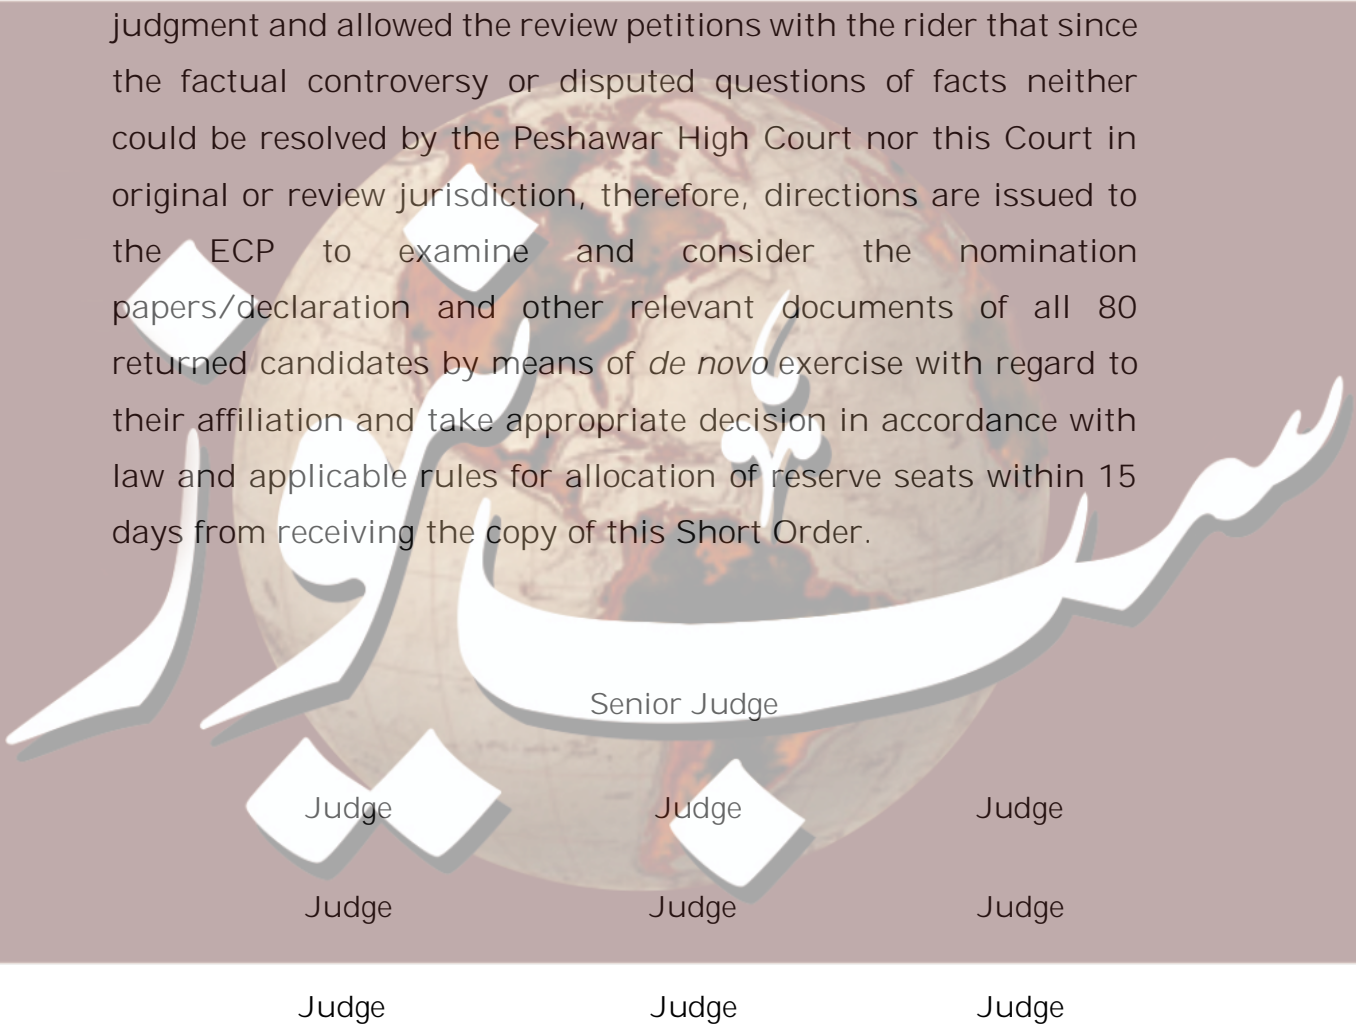 judgment and allowed the review petitions with the rider that since
the factual controversy or disputed questions of facts neither
could be resolved by the Peshawar High Court nor this Court in
original or review jurisdiction, therefore, directions are issued to
the ECP to examine and consider the nomination
papers/declaration and other relevant documents of all 80
returned candidates by means of de novo exercise with regard to
their affiliation and take appropriate decision in accordance with
law and applicable rules for allocation of reserve seats within 15
days from receiving the copy of this Short Order.
سب نیوز
Senior Judge
Judge Judge Judge
Judge Judge Judge
Judge Judge Judge